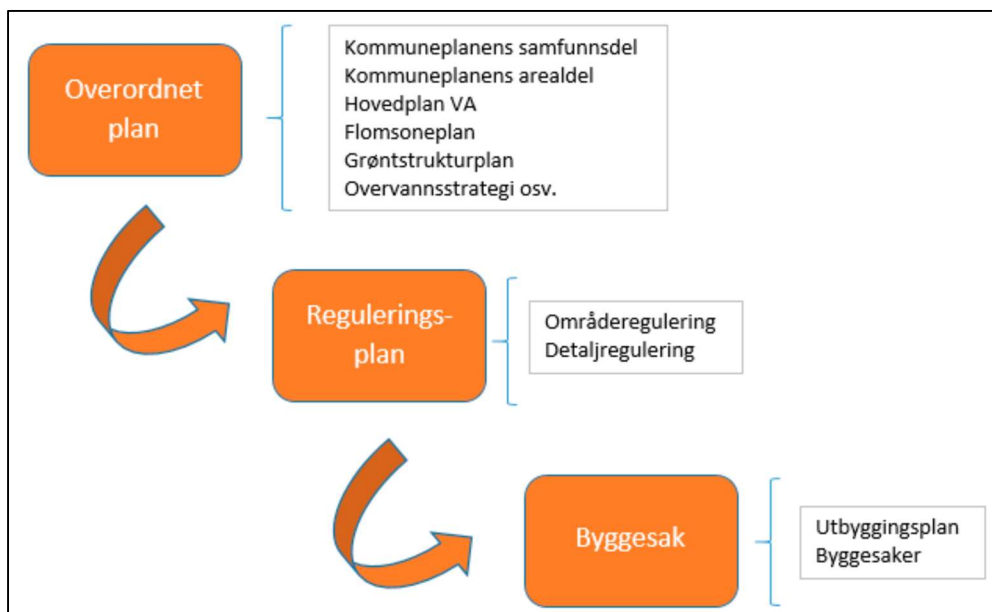 Overordnet
plan
Kommuneplanens samfunnsdel
Kommuneplanens arealdel
Hovedplan VA
Flomsoneplan
Grøntstrukturplan
Overvannsstrategi osv.
Regulerings-
plan
Områderegulering
Detaljregulering
Byggesak
Utbyggingsplan
Byggesaker